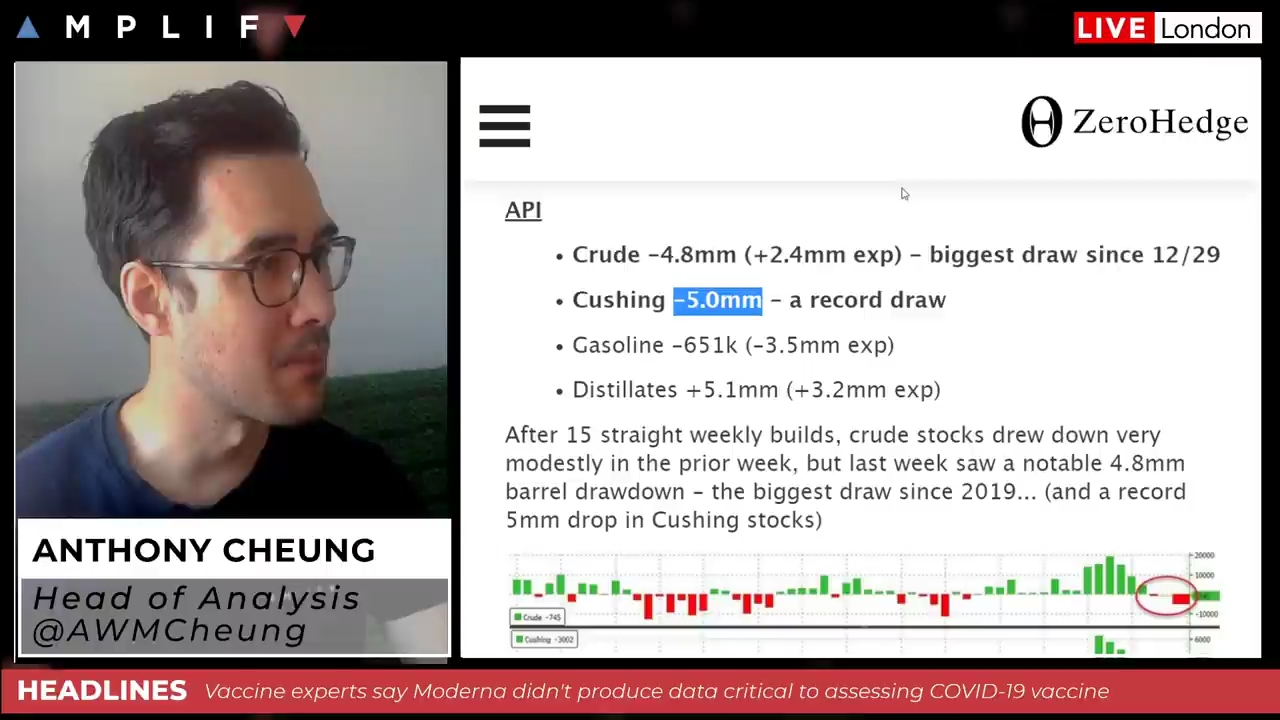 AMPLIFY
LIVE London
ZeroHedge
API
• Crude -4.8mm (+2.4mm exp) - biggest draw since 12/29
• Cushing -5.0mm - a record draw
• Gasoline -651k (-3.5mm exp)
• Distillates +5.1mm (+3.2mm exp)
After 15 straight weekly builds, crude stocks drew down very
modestly in the prior week, but last week saw a notable 4.8mm
barrel drawdown - the biggest draw since 2019... (and a record
5mm drop in Cushing stocks)
20000
10000
-10000
Crude -745
Cushing -3002
6000
ANTHONY CHEUNG
Head of Analysis
@AWMCheung
HEADLINES Vaccine experts say Moderna didn't produce data critical to assessing COVID-19 vaccine